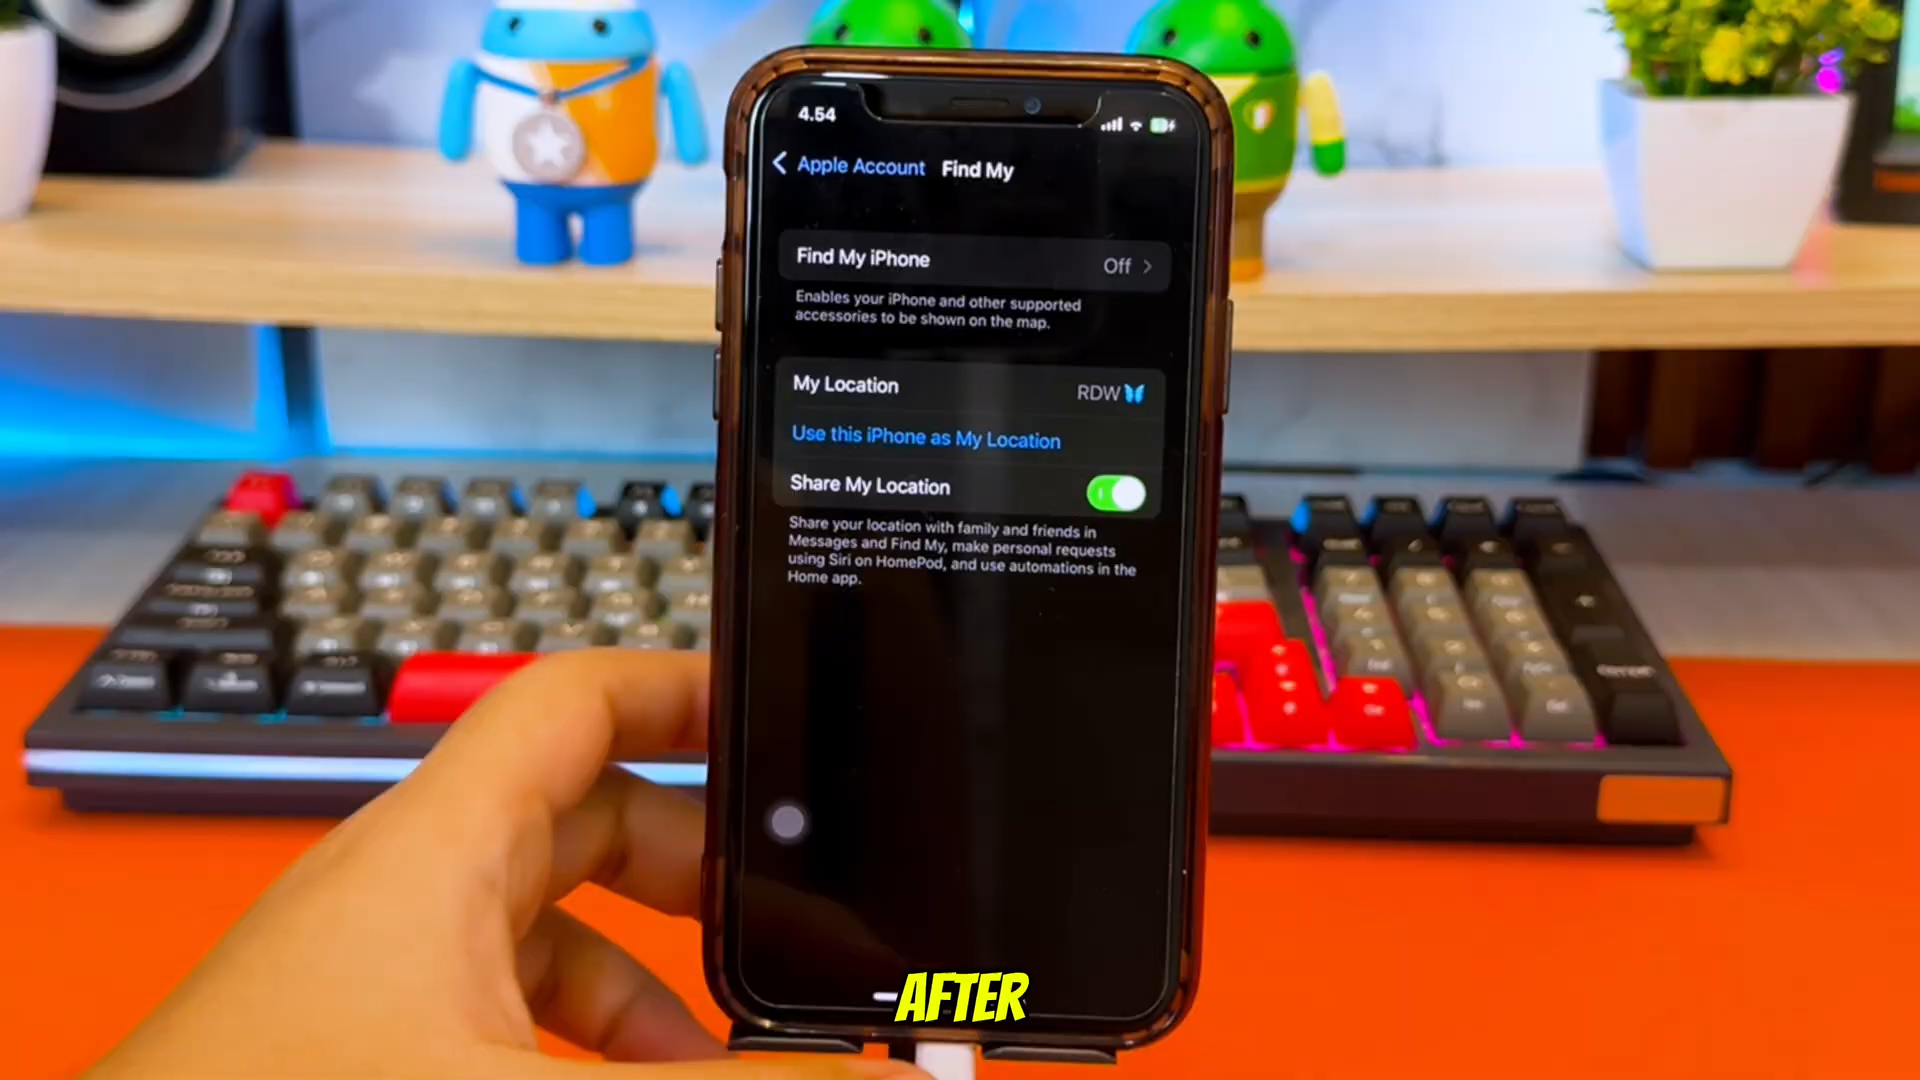 4.54
Apple Account Find My
Find My iPhone Off
Enables your iPhone and other supported
accessories to be shown on the map.
My Location RDW
Use this iPhone as My Location
Share My Location
Share your location with family and friends in
Messages and Find My, make personal requests
using Siri on HomePod, and use automations in the
Home app.
AFTER